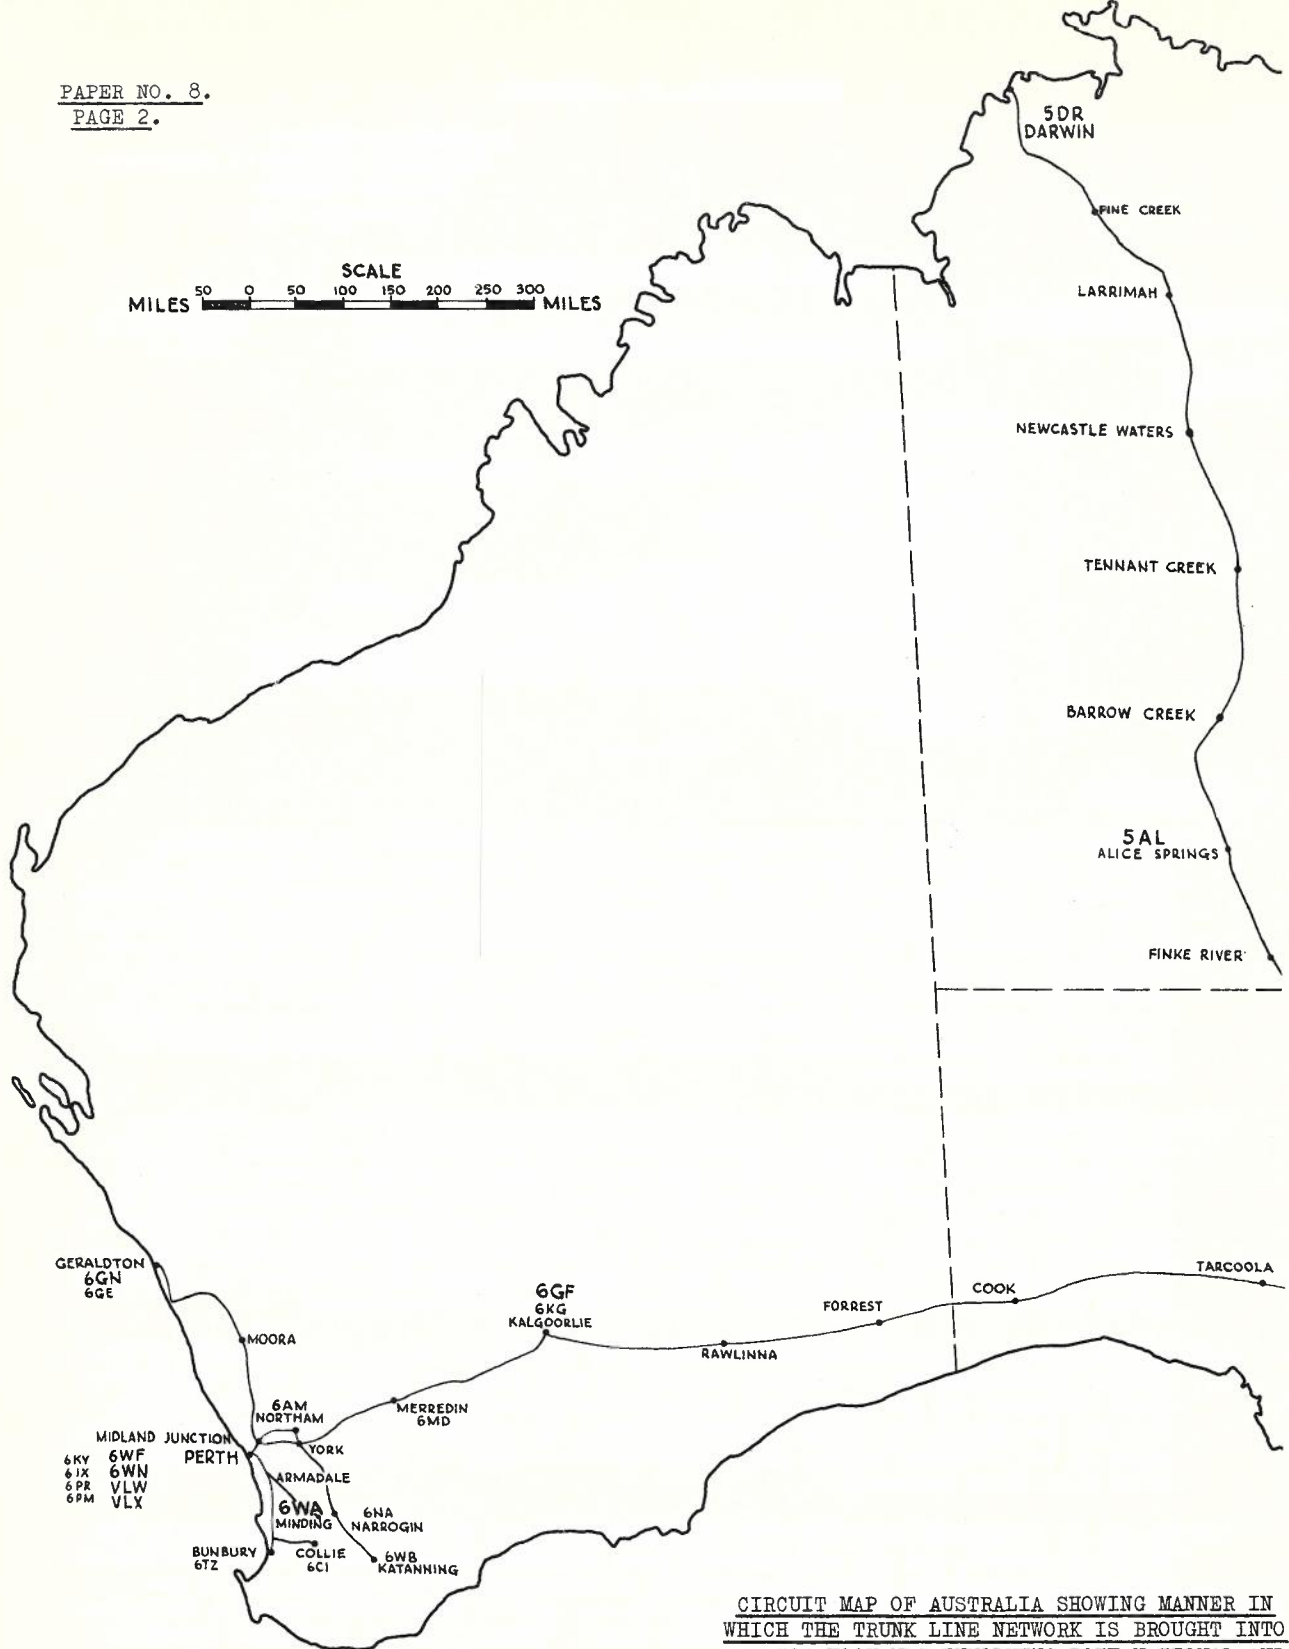 PAPER NO. 8.
PAGE 2.
5DR
DARWIN
PINE CREEK
SCALE
MILES 50 0 50 100 150 200 250 300 MILES
LARRIMAH
NEWCASTLE WATERS
TENNANT CREEK
BARROW CREEK
5AL
ALICE SPRINGS
FINKE RIVER
GERALDTON
6GN
6GE
MOORA
6GF
6KG
KALGOORLIE
RAWLINNA
FORREST
COOK
TARCOOLA
MERREDIN
6MD
6AM
NORTHAM
MIDLAND JUNCTION
YORK
PERTH
6KY 6WF
6IX 6WN
6PR VLW
6PM VLX
ARMADALE
6WA
MINDING
6NA
NARROGIN
BUNBURY
6TZ
COLLIE
6CI
6WB
KATANNING
CIRCUIT MAP OF AUSTRALIA SHOWING MANNER IN
WHICH THE TRUNK LINE NETWORK IS BROUGHT INTO